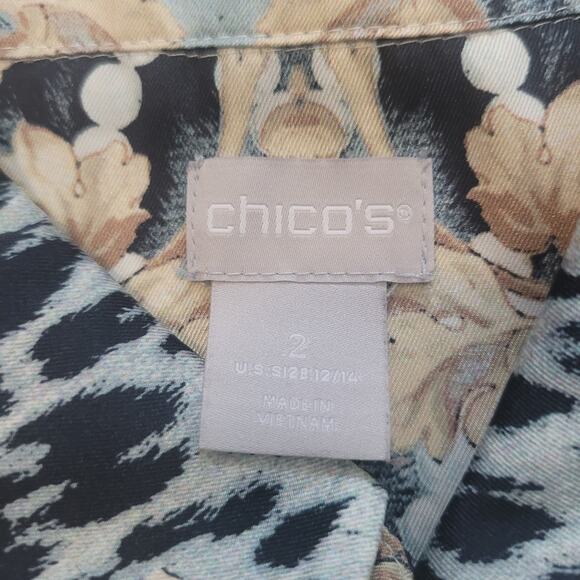 chico's®
2
U.S. SIZE 12/14
MADE IN
VIETNAM